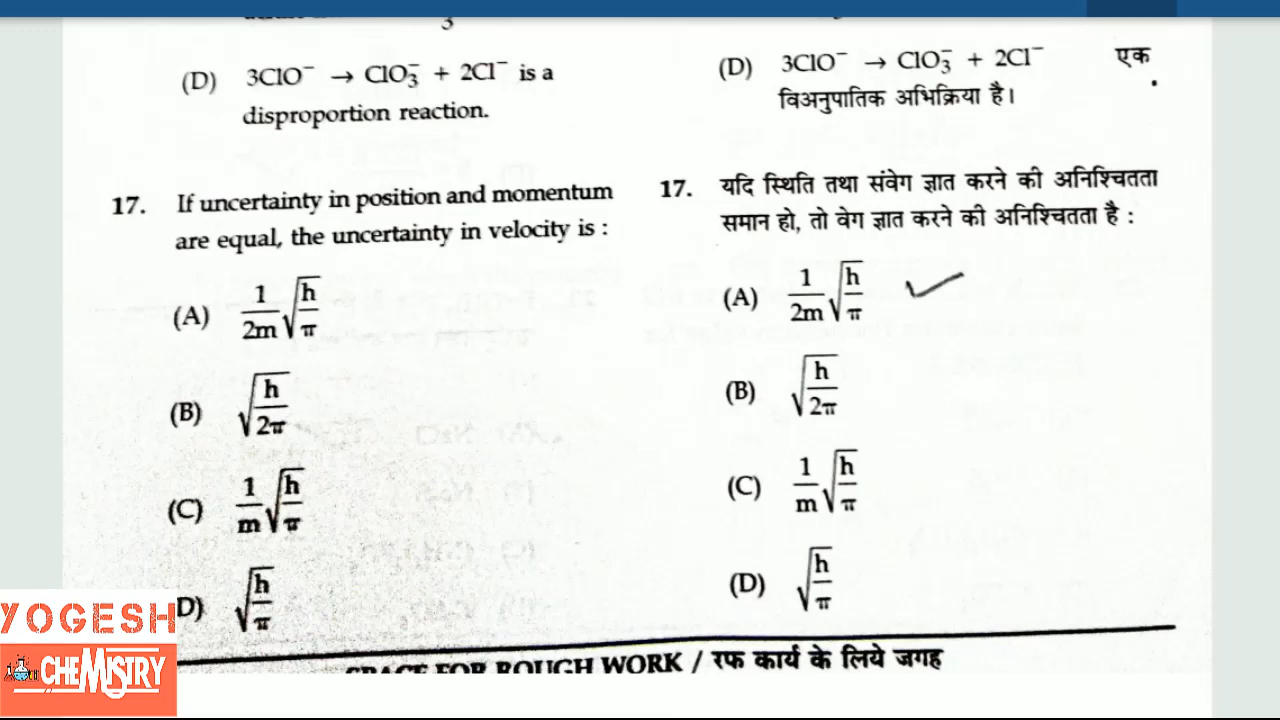 (D) 3ClO⁻ → ClO₃⁻ + 2Cl⁻ is a
disproportion reaction.
17. If uncertainty in position and momentum
are equal, the uncertainty in velocity is :
(A) 1/2m √h/π
(B) √h/2π
(C) 1/m √h/π
D) √h/π
(D) 3ClO⁻ → ClO₃⁻ + 2Cl⁻ एक
विअनुपातिक अभिक्रिया है।
17. यदि स्थिति तथा संवेग ज्ञात करने की अनिश्चितता
समान हो, तो वेग ज्ञात करने की अनिश्चितता है :
(A) 1/2m √h/π
(B) √h/2π
(C) 1/m √h/π
(D) √h/π
SPACE FOR ROUGH WORK / रफ कार्य के लिये जगह
YOGESH
CHEMISTRY